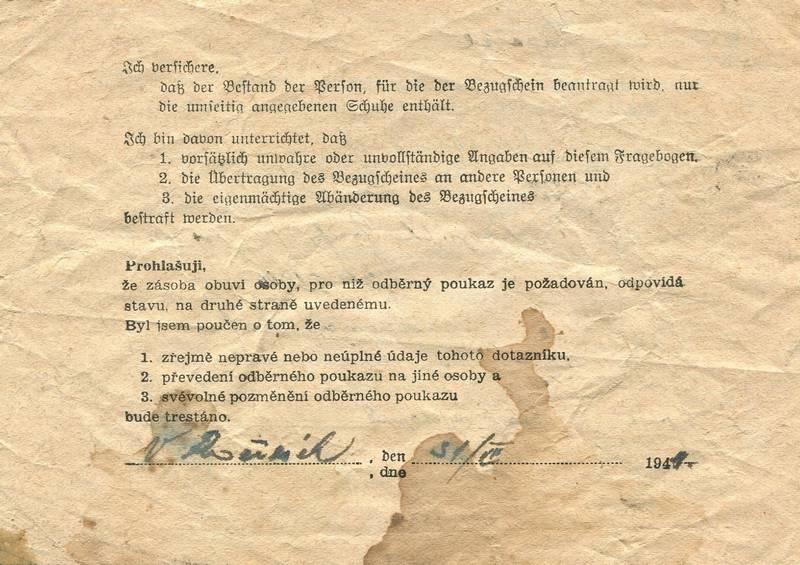 Ich versichere,
daß der Bestand der Person, für die der Bezugschein beantragt wird, nur
die umseitig angegebenen Schuhe enthält.
Ich bin davon unterrichtet, daß
1. vorsätzlich unwahre oder unvollständige Angaben auf diesem Fragebogen,
2. die Übertragung des Bezugscheines an andere Personen und
3. die eigenmächtige Abänderung des Bezugscheines
bestraft werden.
Prohlašuji,
že zásoba obuvi osoby, pro niž odběrný poukaz je požadován, odpovídá
stavu, na druhé straně uvedenému.
Byl jsem poučen o tom, že
1. zřejmě nepravé nebo neúplné údaje tohoto dotazníku,
2. převedení odběrného poukazu na jiné osoby a
3. svévolné pozměnění odběrného poukazu
bude trestáno.
V , den 31/ 194
, dne